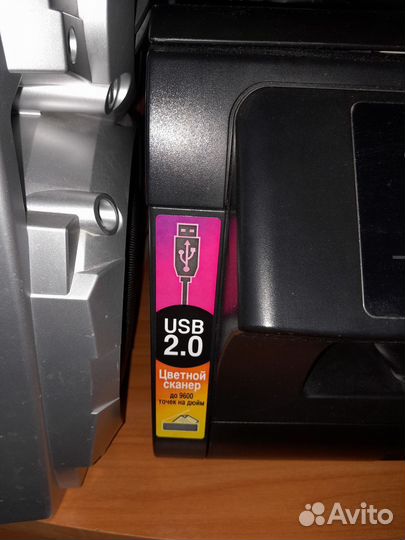 USB
2.0
Цветной
сканер
до 9600
точек на дюйм
Avito